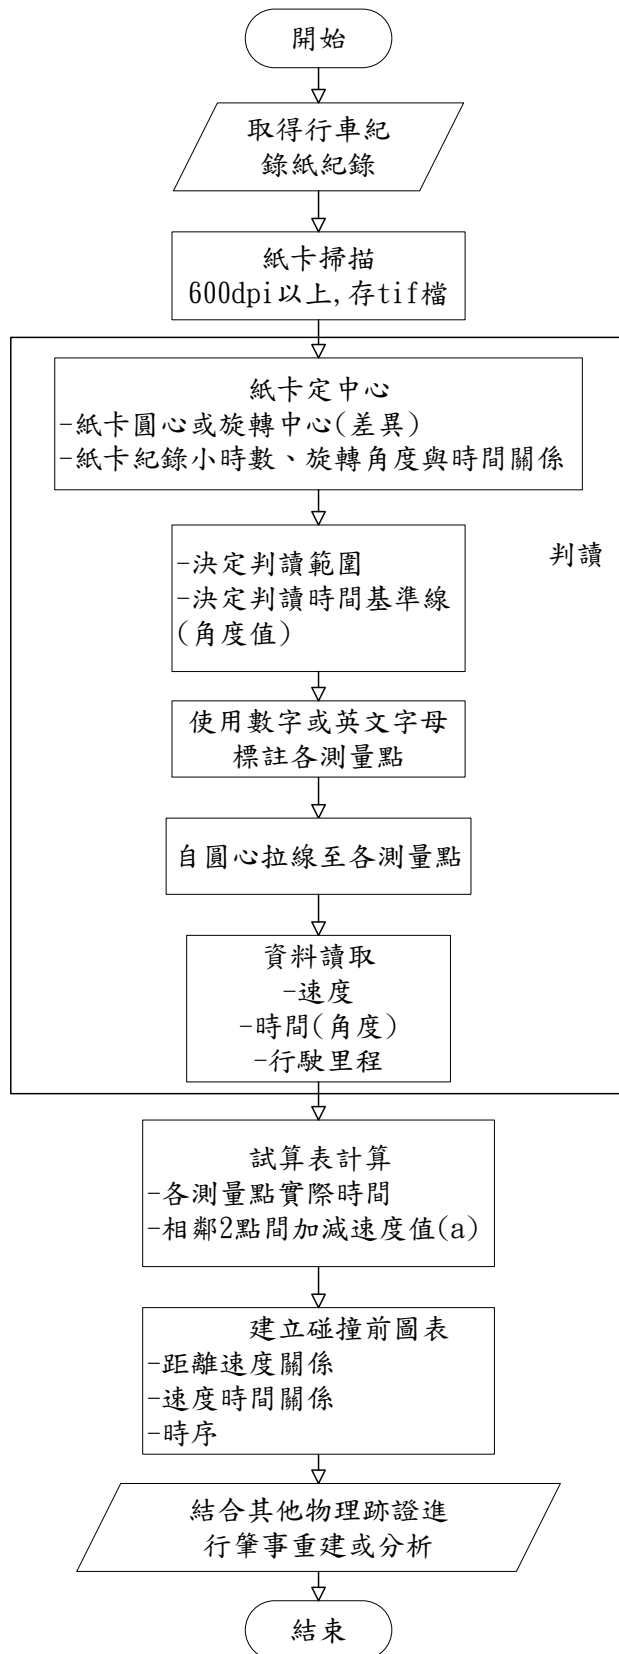 開始
取得行車紀
錄紙紀錄
紙卡掃描
600dpi以上,存tif檔
紙卡定中心
-紙卡圓心或旋轉中心(差異)
-紙卡紀錄小時數、旋轉角度與時間關係
判讀
-決定判讀範圍
-決定判讀時間基準線
(角度值)
使用數字或英文字母
標註各測量點
自圓心拉線至各測量點
資料讀取
-速度
-時間(角度)
-行駛里程
試算表計算
-各測量點實際時間
-相鄰2點間加減速度值(a)
建立碰撞前圖表
-距離速度關係
-速度時間關係
-時序
結合其他物理跡證進
行肇事重建或分析
結束